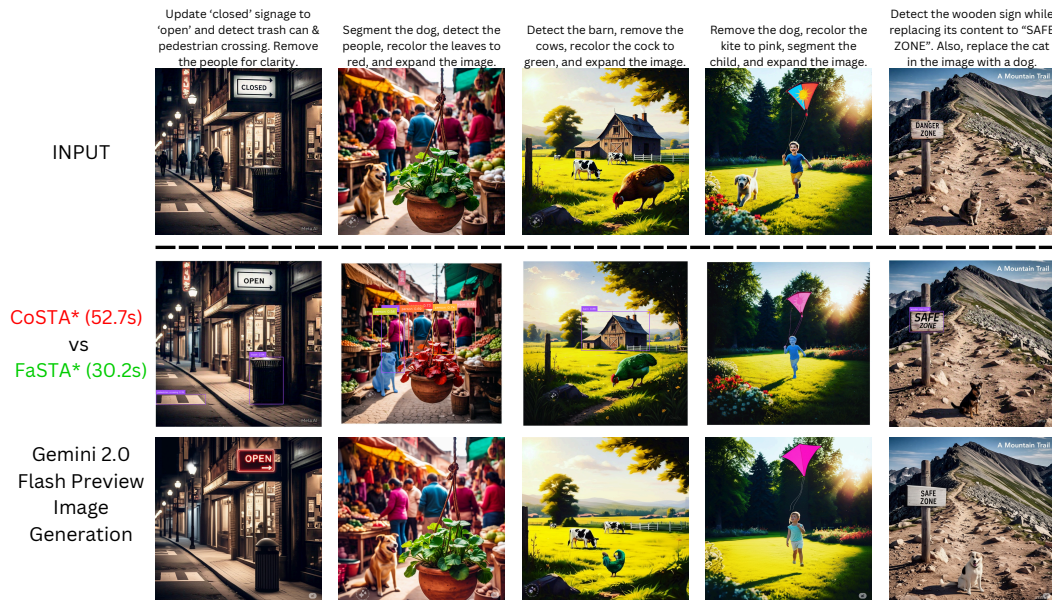 Update ‘closed’ signage to
‘open’ and detect trash can &
pedestrian crossing. Remove
the people for clarity.
Segment the dog, detect the
people, recolor the leaves to
red, and expand the image.
Detect the barn, remove the
cows, recolor the cock to
green, and expand the image.
Remove the dog, recolor the
kite to pink, segment the
child, and expand the image.
Detect the wooden sign while
replacing its content to “SAFE
ZONE”. Also, replace the cat
in the image with a dog.
INPUT
CLOSED
A Mountain Trail
DANGER
ZONE
CoSTA* (52.7s)
vs
FaSTA* (30.2s)
OPEN
A Mountain Trail
SAFE
ZONE
Gemini 2.0
Flash Preview
Image
Generation
OPEN
A Mountain Trail
SAFE
ZONE